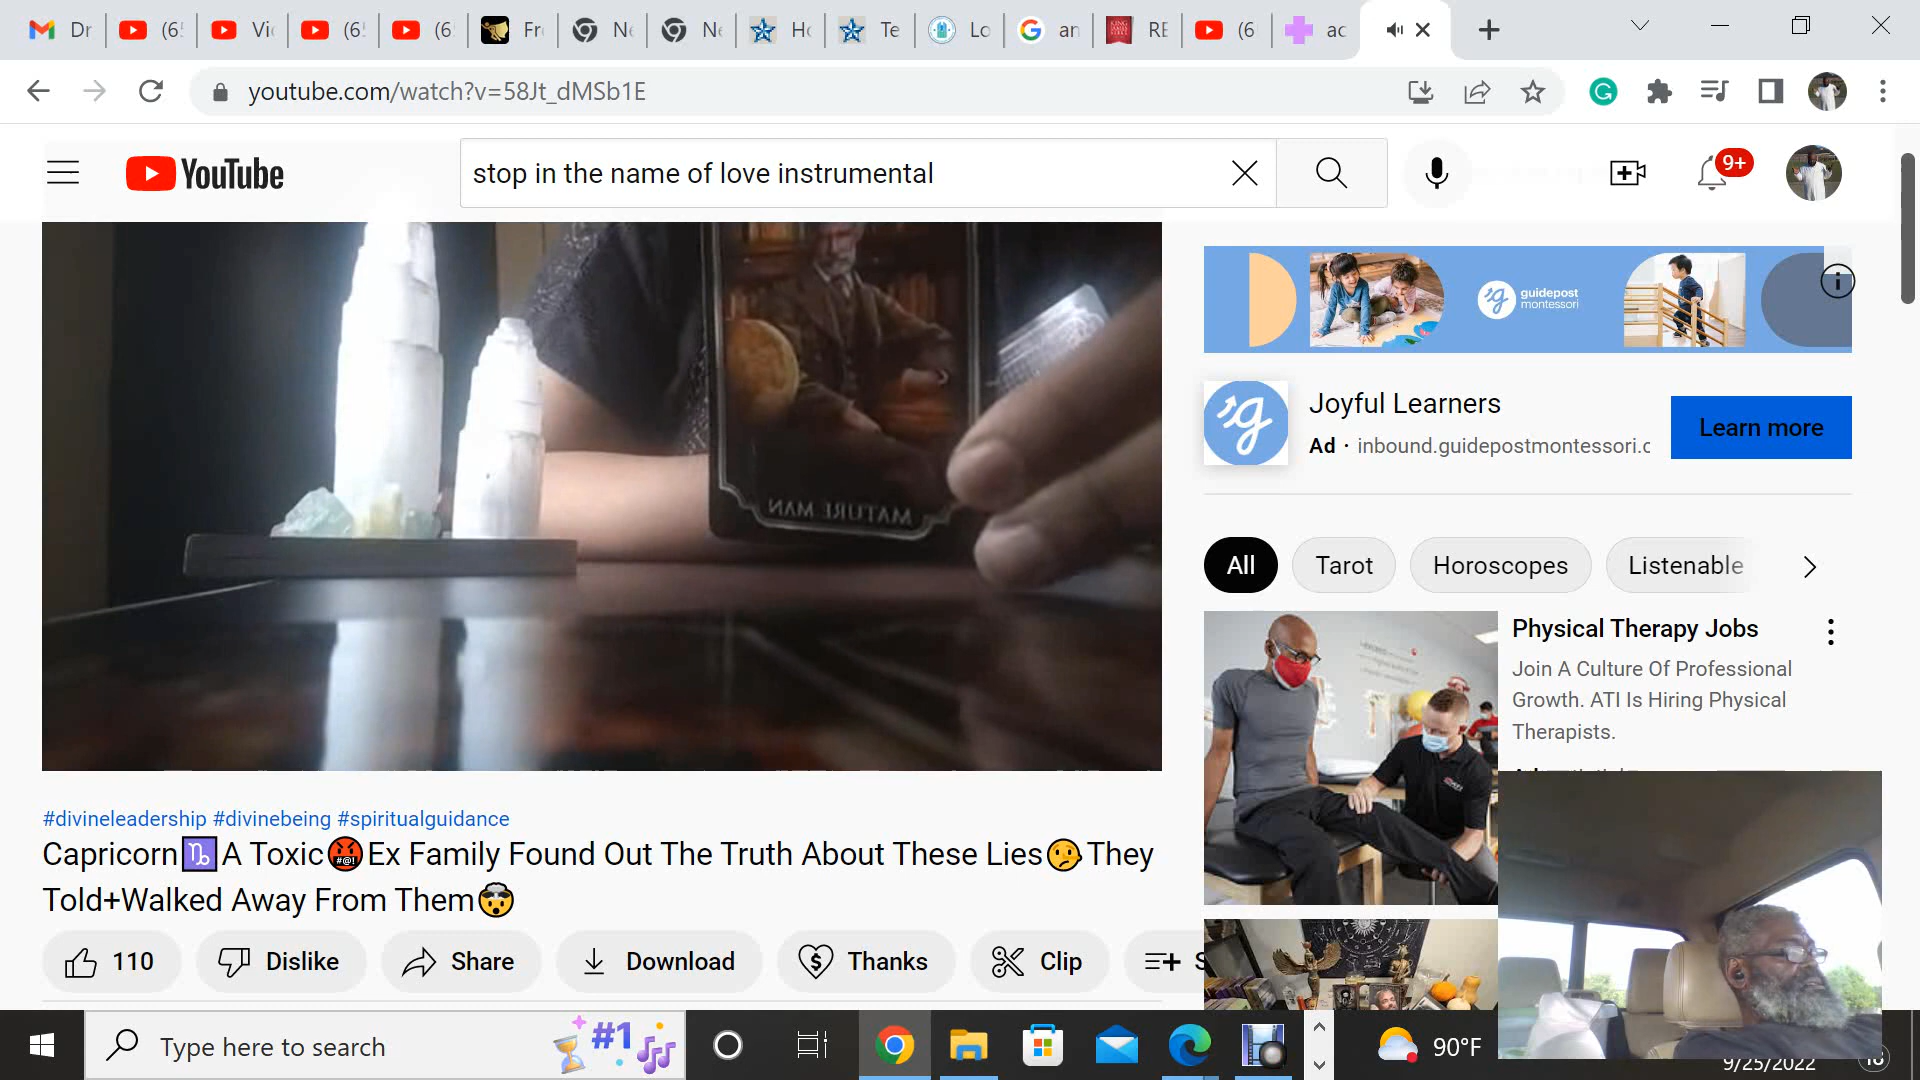 Dr
(6
Vi
(6
(6
Fr
Ne
Ne
Ho
Te
Lo
an
RE
(6
ac
youtube.com/watch?v=58Jt_dMSb1E
YouTube
stop in the name of love instrumental
9+
guidepost
montessori
MATURE MAN
Joyful Learners
Ad · inbound.guidepostmontessori.c
Learn more
All
Tarot
Horoscopes
Listenable
Physical Therapy Jobs
Join A Culture Of Professional
Growth. ATI Is Hiring Physical
Therapists.
#divineleadership #divinebeing #spiritualguidance
Capricorn♑A Toxic🤬Ex Family Found Out The Truth About These Lies🤥They
Told+Walked Away From Them🤯
110
Dislike
Share
Download
Thanks
Clip
S
Type here to search
#1
90°F
9/25/2022